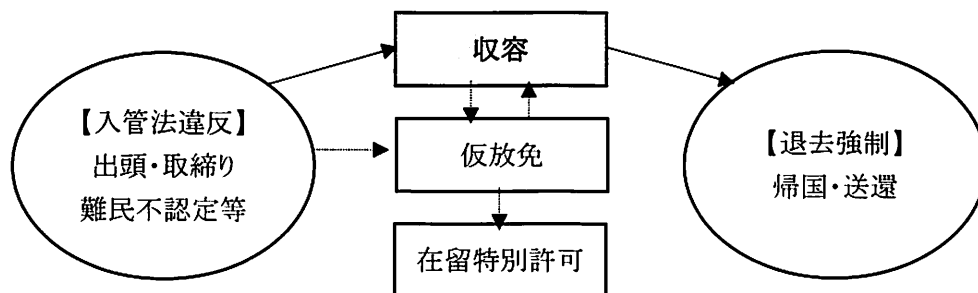 収容
【入管法違反】
出頭・取締り
難民不認定等
仮放免
在留特別許可
【退去強制】
帰国・送還